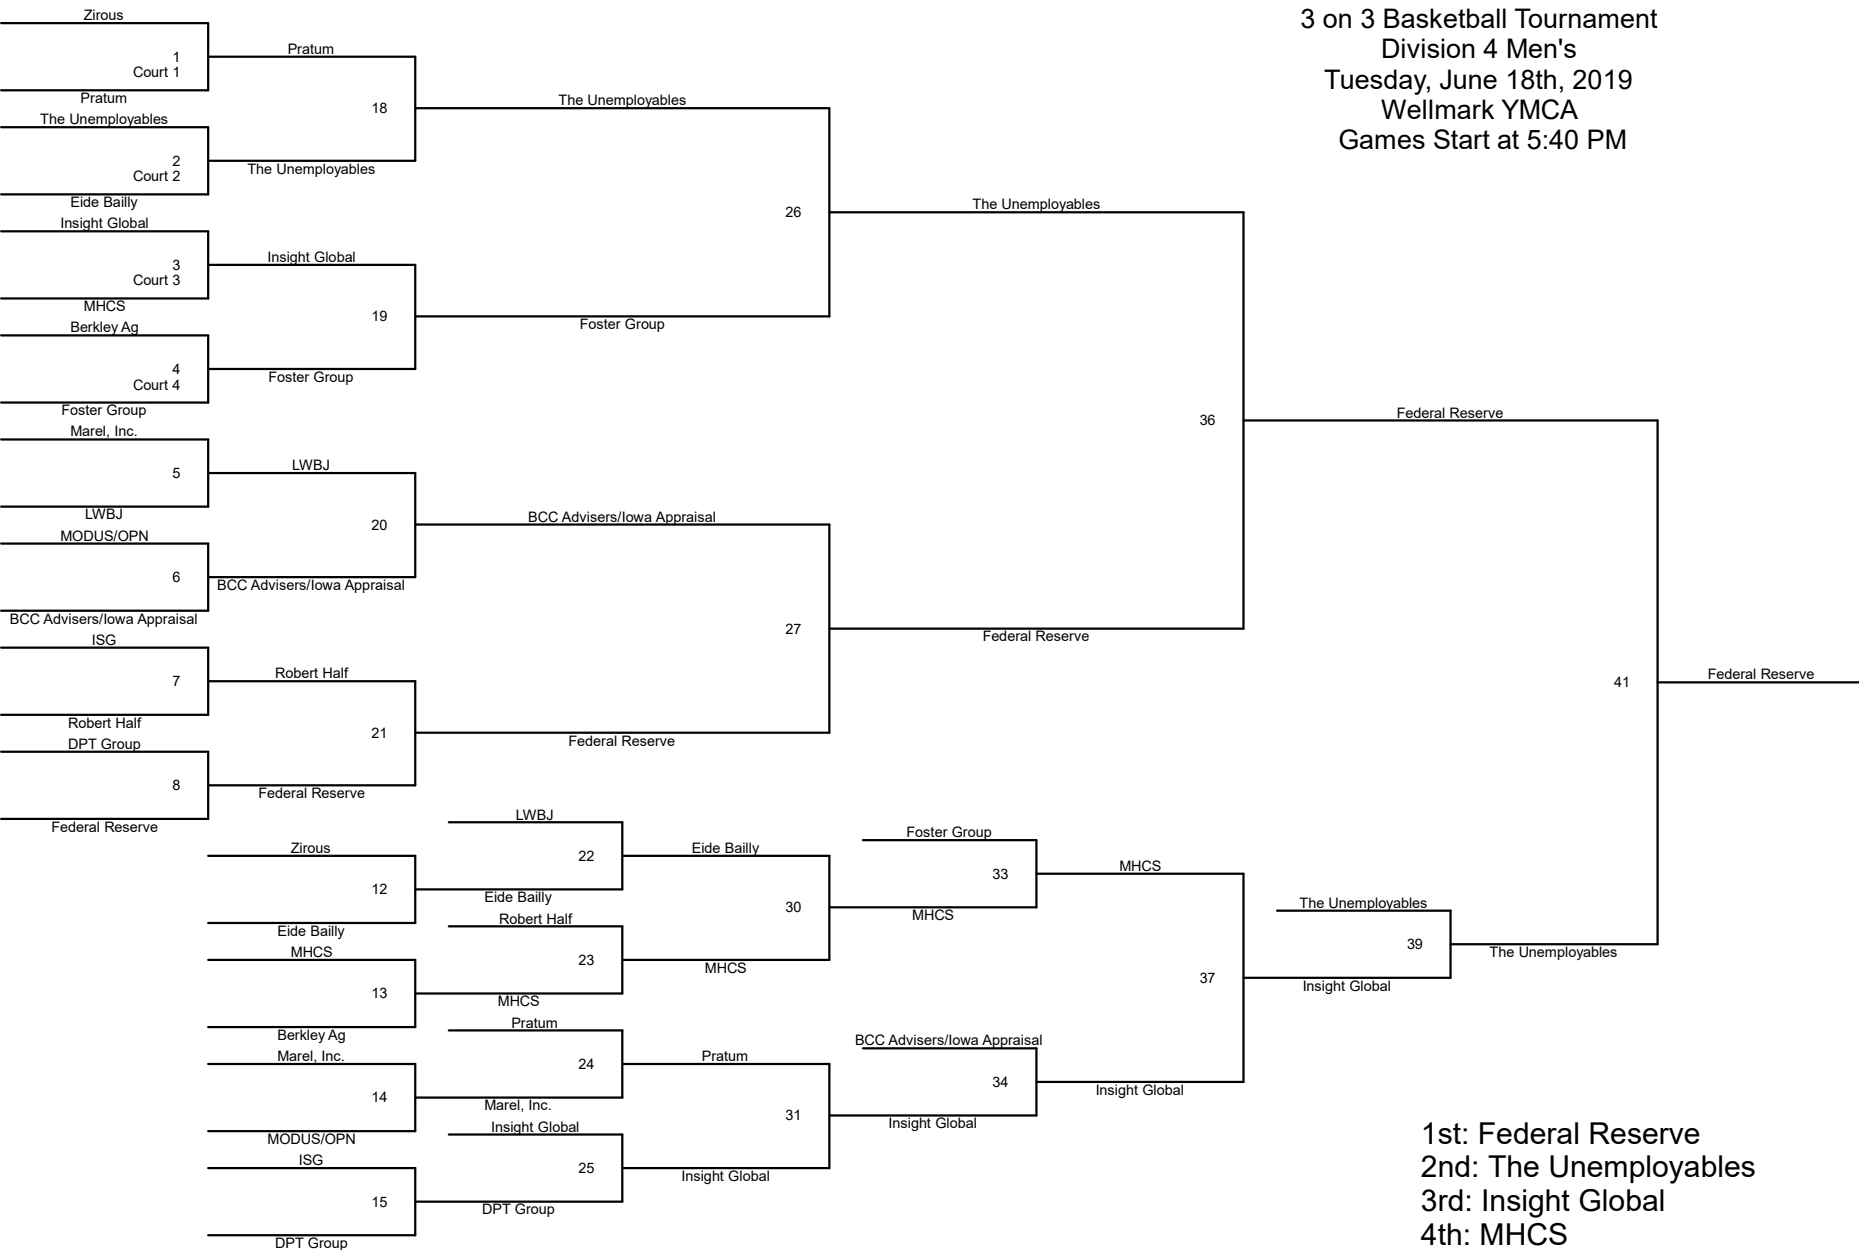 3 on 3 Basketball Tournament
Division 4 Men's
Tuesday, June 18th, 2019
Wellmark YMCA
Games Start at 5:40 PM
Zirous
1
Court 1
Pratum
The Unemployables
2
Court 2
Eide Bailly
Insight Global
3
Court 3
MHCS
Berkley Ag
4
Court 4
Foster Group
Marel, Inc.
5
LWBJ
MODUS/OPN
6
BCC Advisers/Iowa Appraisal
ISG
7
Robert Half
DPT Group
8
Federal Reserve
Pratum
18
The Unemployables
Insight Global
19
Foster Group
LWBJ
20
BCC Advisers/Iowa Appraisal
Robert Half
21
Federal Reserve
The Unemployables
26
Foster Group
BCC Advisers/Iowa Appraisal
27
Federal Reserve
The Unemployables
36
Federal Reserve
Federal Reserve
41
Federal Reserve
Zirous
12
Eide Bailly
MHCS
13
Berkley Ag
Marel, Inc.
14
MODUS/OPN
ISG
15
DPT Group
LWBJ
22
Eide Bailly
Robert Half
23
MHCS
Pratum
24
Marel, Inc.
Insight Global
25
DPT Group
Eide Bailly
30
MHCS
Pratum
31
Insight Global
Foster Group
33
MHCS
BCC Advisers/Iowa Appraisal
34
Insight Global
MHCS
37
Insight Global
The Unemployables
39
Insight Global
The Unemployables
1st: Federal Reserve
2nd: The Unemployables
3rd: Insight Global
4th: MHCS